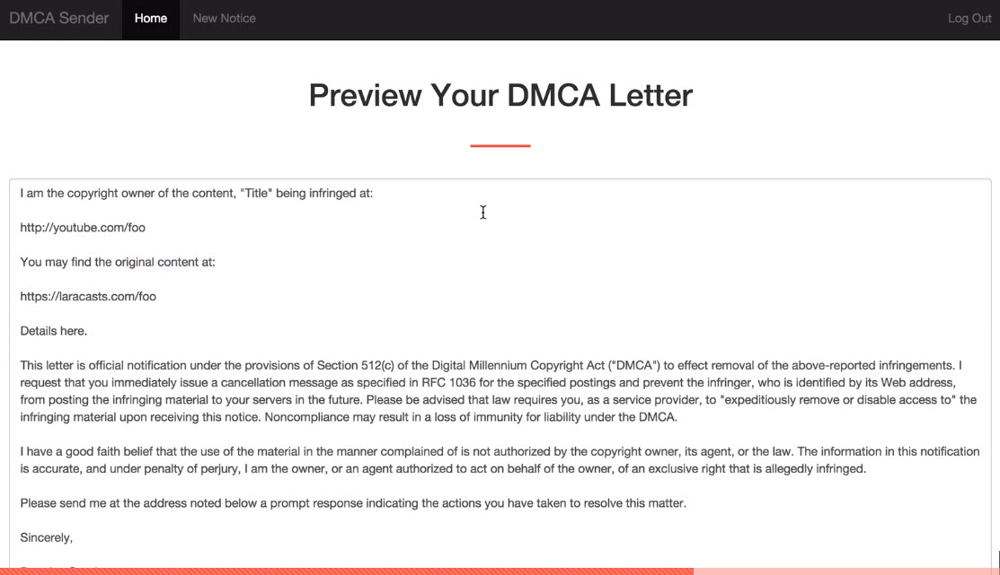 DMCA Sender Home New Notice Log Out
Preview Your DMCA Letter
I am the copyright owner of the content, "Title" being infringed at:
http://youtube.com/foo
You may find the original content at:
https://laracasts.com/foo
Details here.
This letter is official notification under the provisions of Section 512(c) of the Digital Millennium Copyright Act ("DMCA") to effect removal of the above-reported infringements. I
request that you immediately issue a cancellation message as specified in RFC 1036 for the specified postings and prevent the infringer, who is identified by its Web address,
from posting the infringing material to your servers in the future. Please be advised that law requires you, as a service provider, to "expeditiously remove or disable access to" the
infringing material upon receiving this notice. Noncompliance may result in a loss of immunity for liability under the DMCA.
I have a good faith belief that the use of the material in the manner complained of is not authorized by the copyright owner, its agent, or the law. The information in this notification
is accurate, and under penalty of perjury, I am the owner, or an agent authorized to act on behalf of the owner, of an exclusive right that is allegedly infringed.
Please send me at the address noted below a prompt response indicating the actions you have taken to resolve this matter.
Sincerely,